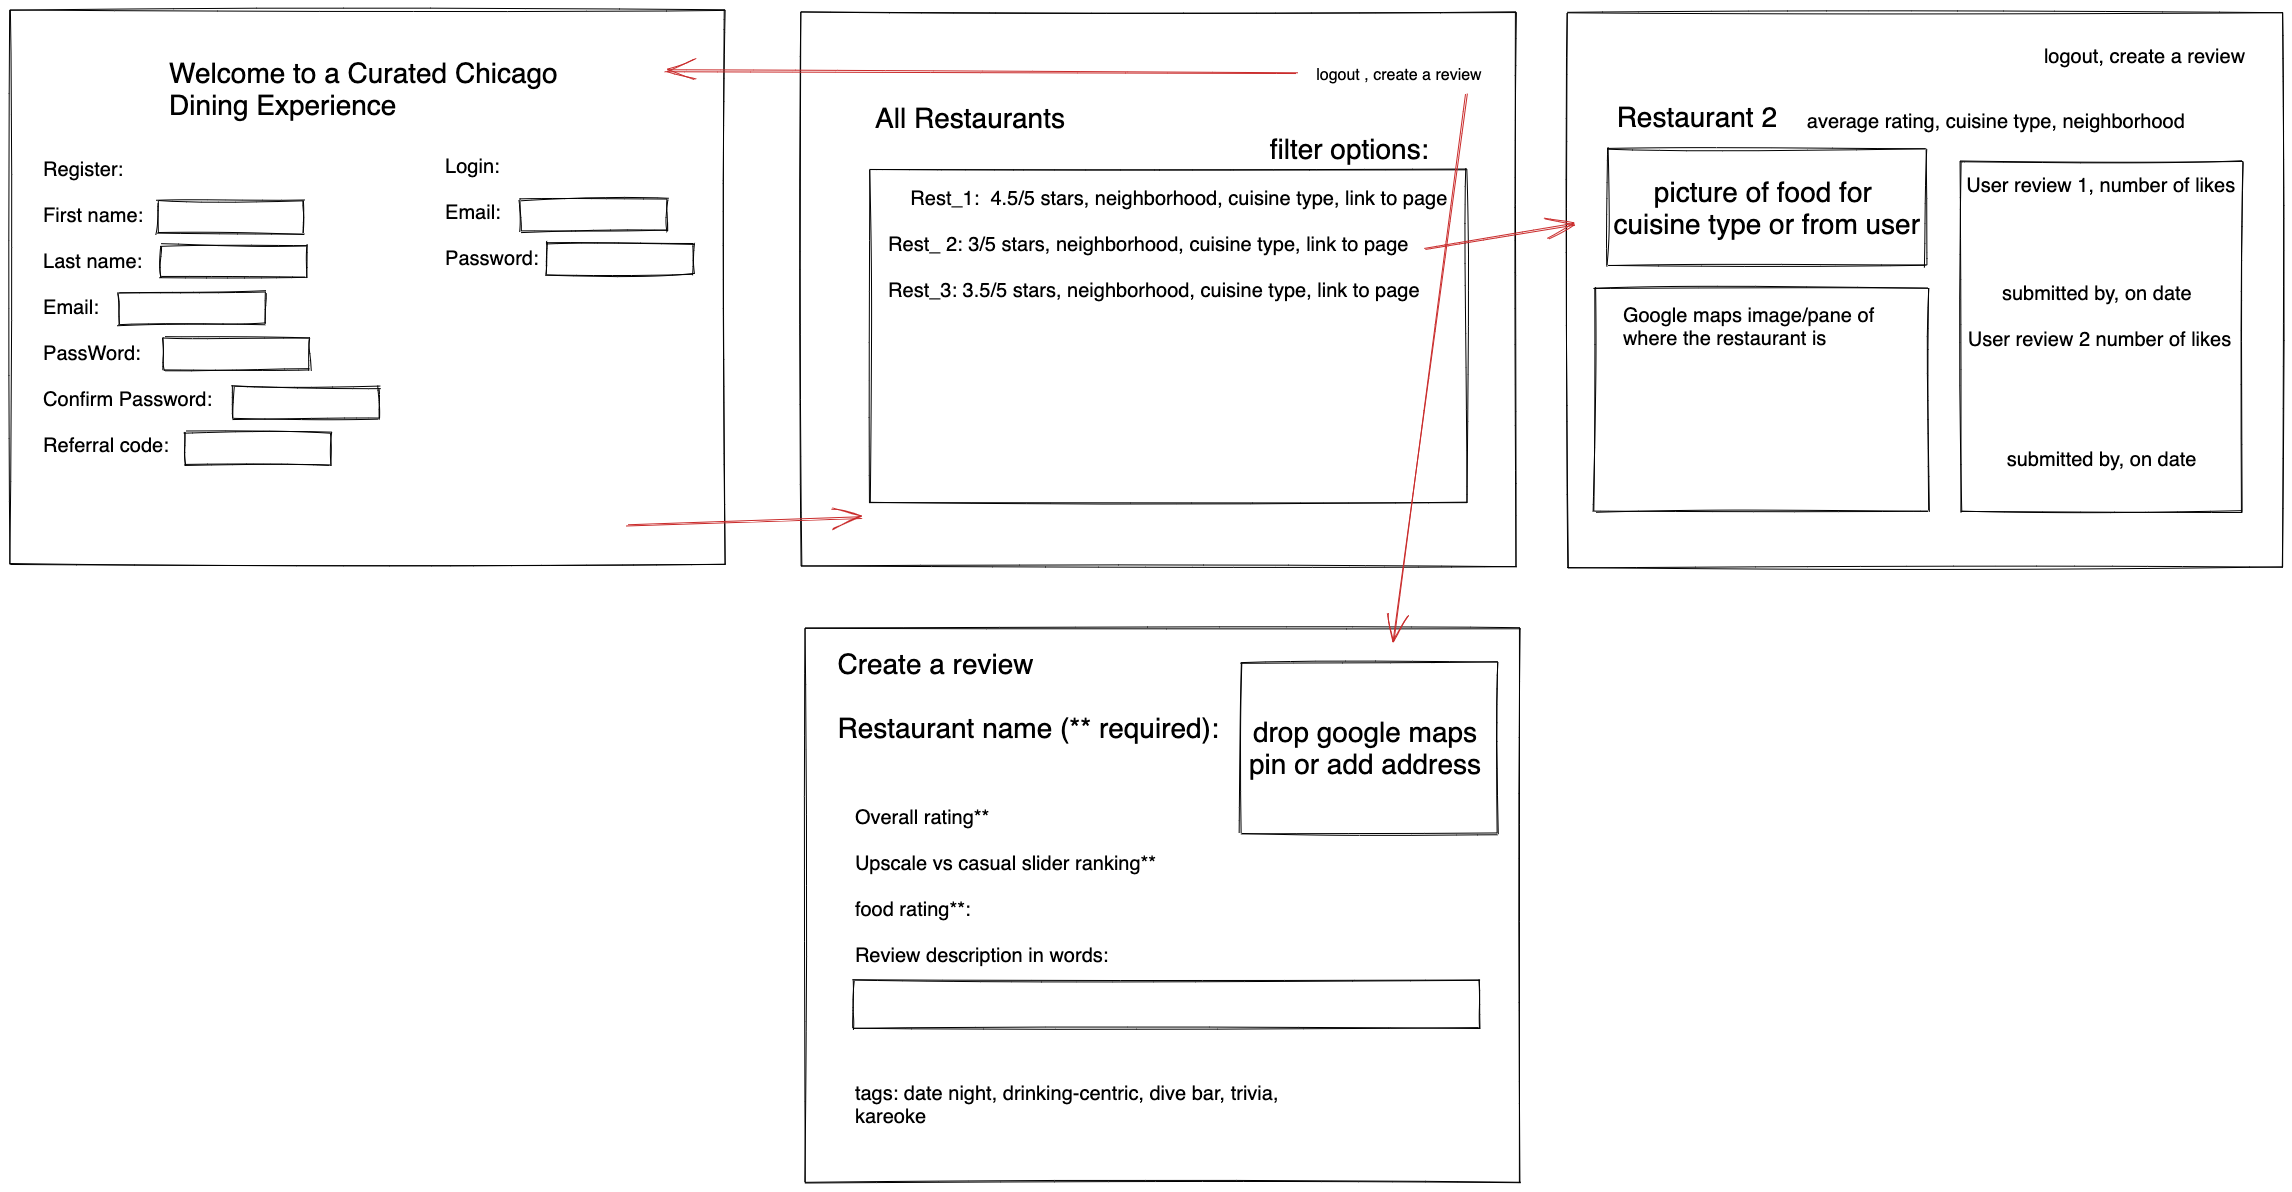 Welcome to a Curated Chicago
Dining Experience
Register:
First name:
Last name:
Email:
PassWord:
Confirm Password:
Referral code:
Login:
Email:
Password:
logout , create a review
All Restaurants
filter options:
Rest_1:  4.5/5 stars, neighborhood, cuisine type, link to page
Rest_ 2: 3/5 stars, neighborhood, cuisine type, link to page
Rest_3: 3.5/5 stars, neighborhood, cuisine type, link to page
logout, create a review
Restaurant 2
average rating, cuisine type, neighborhood
picture of food for
cuisine type or from user
Google maps image/pane of
where the restaurant is
User review 1, number of likes
submitted by, on date
User review 2 number of likes
submitted by, on date
Create a review
Restaurant name (** required):
drop google maps
pin or add address
Overall rating**
Upscale vs casual slider ranking**
food rating**:
Review description in words:
tags: date night, drinking-centric, dive bar, trivia,
kareoke